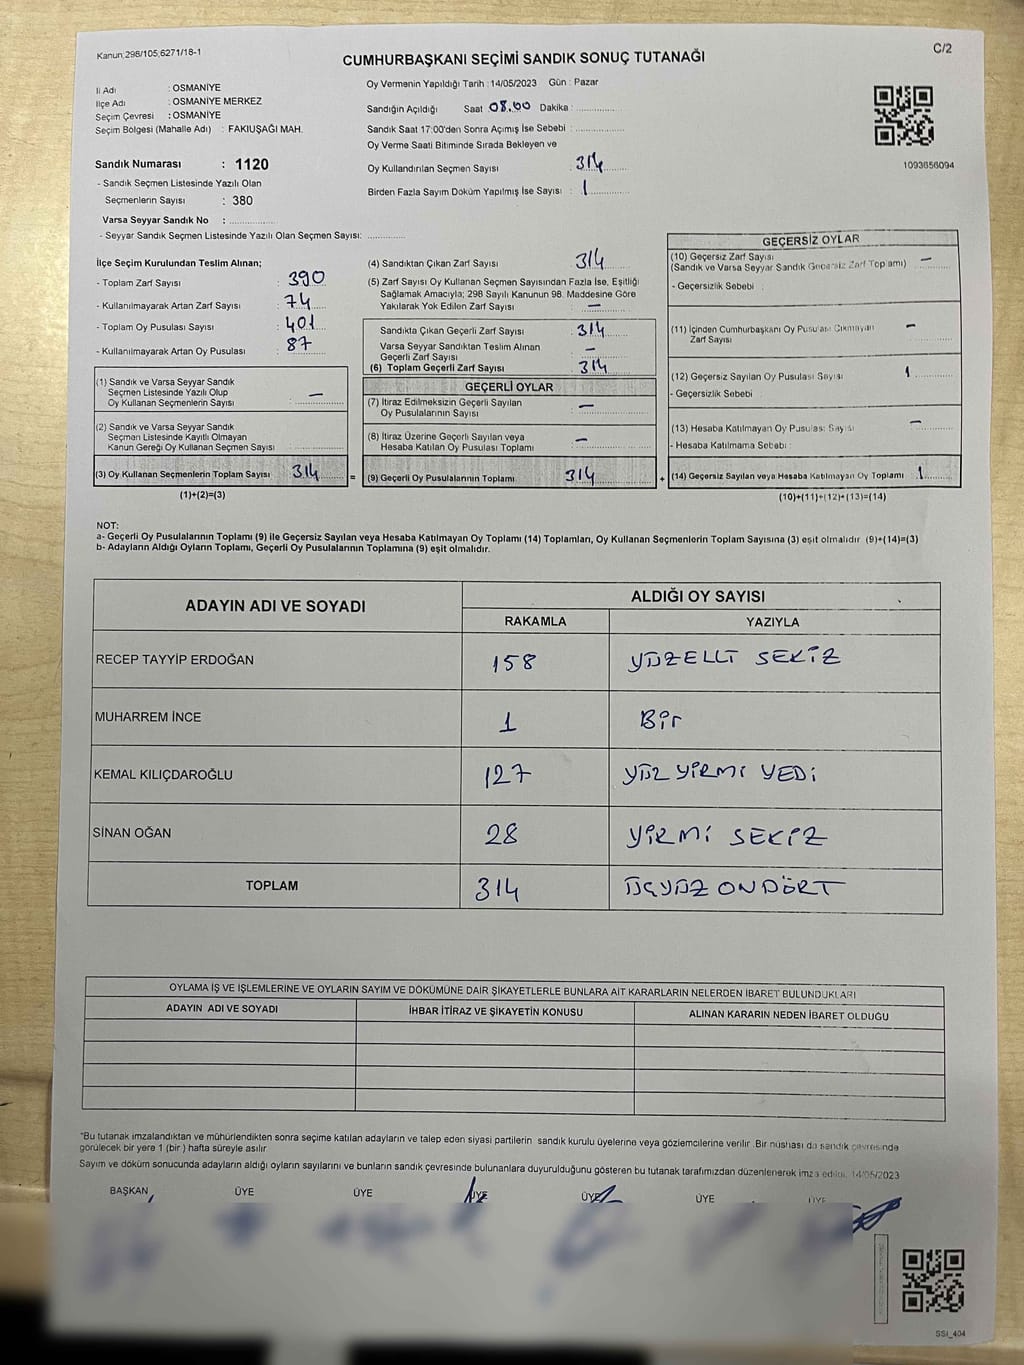 Kanun:298/105,6271/18-1
C/2
CUMHURBAŞKANI SEÇİMİ SANDIK SONUÇ TUTANAĞI
İl Adı : OSMANİYE
İlçe Adı : OSMANİYE MERKEZ
Seçim Çevresi : OSMANİYE
Seçim Bölgesi (Mahalle Adı) : FAKIUŞAĞI MAH.
Sandık Numarası : 1120
- Sandık Seçmen Listesinde Yazılı Olan
Seçmenlerin Sayısı : 380
Varsa Seyyar Sandık No :
- Seyyar Sandık Seçmen Listesinde Yazılı Olan Seçmen Sayısı:
Oy Vermenin Yapıldığı Tarih : 14/05/2023 Gün : Pazar
Sandığın Açıldığı Saat 08.00 Dakika :
Sandık Saat 17:00'den Sonra Açımış İse Sebebi :
Oy Verme Saati Bitiminde Sırada Bekleyen ve
Oy Kullandırılan Seçmen Sayısı 314
Birden Fazla Sayım Döküm Yapılmış İse Sayısı : 1
1093656094
İlçe Seçim Kurulundan Teslim Alınan;
- Toplam Zarf Sayısı : 390
- Kullanılmayarak Artan Zarf Sayısı : 74
- Toplam Oy Pusulası Sayısı : 401
- Kullanılmayarak Artan Oy Pusulası : 87
(1) Sandık ve Varsa Seyyar Sandık
Seçmen Listesinde Yazılı Olup
Oy Kullanan Seçmenlerin Sayısı : —
(2) Sandık ve Varsa Seyyar Sandık
Seçmen Listesinde Kayıtlı Olmayan
Kanun Gereği Oy Kullanan Seçmen Sayısı
(3) Oy Kullanan Seçmenlerin Toplam Sayısı 314 =
(1)+(2)=(3)
(4) Sandıktan Çıkan Zarf Sayısı 314
(5) Zarf Sayısı Oy Kullanan Seçmen Sayısından Fazla İse, Eşitliği
Sağlamak Amacıyla; 298 Sayılı Kanunun 98. Maddesine Göre
Yakılarak Yok Edilen Zarf Sayısı : —
Sandıkta Çıkan Geçerli Zarf Sayısı : 314
Varsa Seyyar Sandıktan Teslim Alınan
Geçerli Zarf Sayısı : —
(6) Toplam Geçerli Zarf Sayısı : 314
GEÇERLİ OYLAR
(7) İtiraz Edilmeksizin Geçerli Sayılan
Oy Pusulalarının Sayısı : —
(8) İtiraz Üzerine Geçerli Sayılan veya
Hesaba Katılan Oy Pusulası Toplamı : —
(9) Geçerli Oy Pusulalarının Toplamı 314 +
GEÇERSİZ OYLAR
(10) Geçersiz Zarf Sayısı
(Sandık ve Varsa Seyyar Sandık Geçersiz Zarf Toplamı) —
- Geçersizlik Sebebi :
(11) İçinden Cumhurbaşkanı Oy Pusulası Çıkmayan
Zarf Sayısı —
(12) Geçersiz Sayılan Oy Pusulası Sayısı 1
- Geçersizlik Sebebi
(13) Hesaba Katılmayan Oy Pusulası Sayısı —
- Hesaba Katılmama Sebebi :
(14) Geçersiz Sayılan veya Hesaba Katılmayan Oy Toplamı 1
(10)+(11)+(12)+(13)=(14)
NOT:
a- Geçerli Oy Pusulalarının Toplamı (9) ile Geçersiz Sayılan veya Hesaba Katılmayan Oy Toplamı (14) Toplamları, Oy Kullanan Seçmenlerin Toplam Sayısına (3) eşit olmalıdır (9)+(14)=(3)
b- Adayların Aldığı Oyların Toplamı, Geçerli Oy Pusulalarının Toplamına (9) eşit olmalıdır.
ADAYIN ADI VE SOYADI
ALDIĞI OY SAYISI
RAKAMLA YAZIYLA
RECEP TAYYİP ERDOĞAN 158 YÜZELLİ SEKİZ
MUHARREM İNCE 1 Bir
KEMAL KILIÇDAROĞLU 127 YÜZ YİRMİ YEDİ
SİNAN OĞAN 28 YİRMİ SEKİZ
TOPLAM 314 ÜÇYÜZ ONDÖRT
OYLAMA İŞ VE İŞLEMLERİNE VE OYLARIN SAYIM VE DÖKÜMÜNE DAİR ŞİKAYETLERLE BUNLARA AİT KARARLARIN NELERDEN İBARET BULUNDUKLARI
ADAYIN ADI VE SOYADI İHBAR İTİRAZ VE ŞİKAYETİN KONUSU ALINAN KARARIN NEDEN İBARET OLDUĞU
*Bu tutanak imzalandıktan ve mühürlendikten sonra seçime katılan adayların ve talep eden siyasi partilerin sandık kurulu üyelerine veya gözlemcilerine verilir .Bir nüshası da sandık çevresinde
görülecek bir yere 1 (bir ) hafta süreyle asılır.
Sayım ve döküm sonucunda adayların aldığı oyların sayılarını ve bunların sandık çevresinde bulunanlara duyurulduğunu gösteren bu tutanak tarafımızdan düzenlenerek imza edildi. 14/05/2023
BAŞKAN ÜYE ÜYE ÜYE ÜYE ÜYE ÜYE
SSI_404